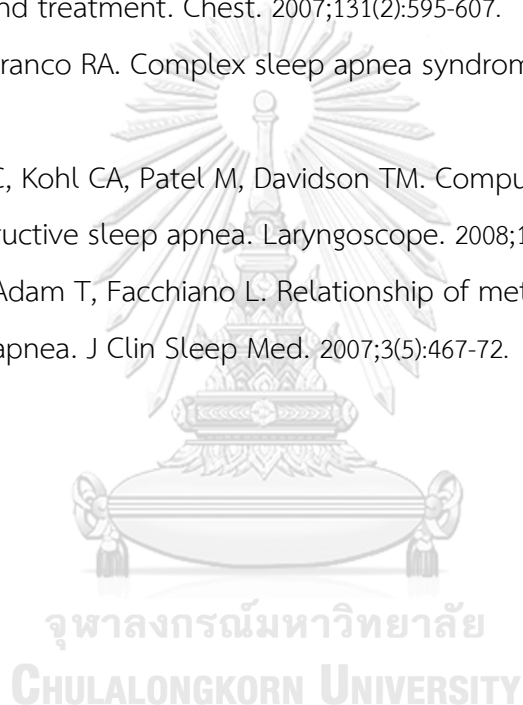 nd treatment. Chest. 2007;131(2):595-607.
ranco RA. Complex sleep apnea syndrom
C, Kohl CA, Patel M, Davidson TM. Compu
ructive sleep apnea. Laryngoscope. 2008;1
Adam T, Facchiano L. Relationship of met
apnea. J Clin Sleep Med. 2007;3(5):467-72.
จุฬาลงกรณ์มหาวิทยาลัย
CHULALONGKORN UNIVERSITY